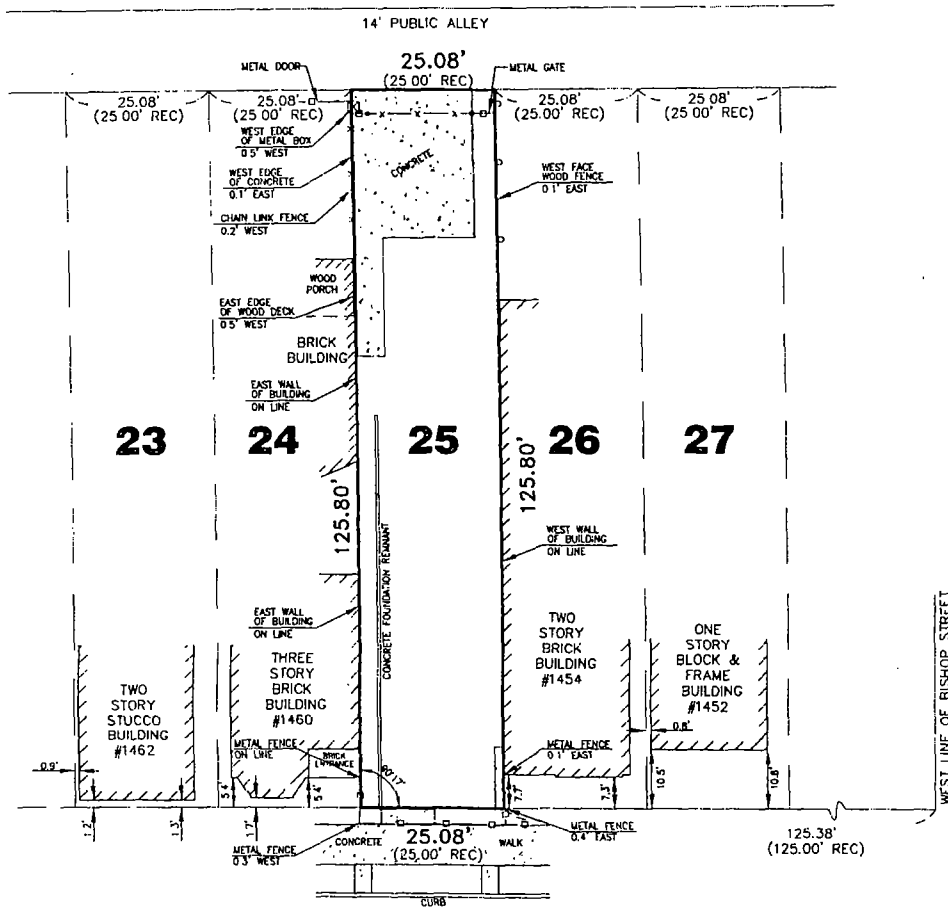 14' PUBLIC ALLEY
25.08'
(25 00' REC)
METAL DOOR
METAL GATE
25.08'
(25 00' REC)
25.08'
(25.00' REC)
25.08'
(25 00' REC)
25 08'
(25 00' REC)
WEST EDGE
OF METAL BOX
0 5' WEST
WEST EDGE
OF CONCRETE
0.1' EAST
CHAIN LINK FENCE
0.2' WEST
CONCRETE
WEST FACE
WOOD FENCE
0 1' EAST
WOOD
PORCH
EAST EDGE
OF WOOD DECK
0 5' WEST
BRICK
BUILDING
EAST WALL
OF BUILDING
ON LINE
23
24
25
26
27
125.80'
125.80'
CONCRETE FOUNDATION REMNANT
WEST WALL
OF BUILDING
ON LINE
EAST WALL
OF BUILDING
ON LINE
TWO
STORY
STUCCO
BUILDING
#1462
THREE
STORY
BRICK
BUILDING
#1460
TWO
STORY
BRICK
BUILDING
#1454
ONE
STORY
BLOCK &
FRAME
BUILDING
#1452
WEST LINE OF BISHOP STREET
METAL FENCE
ON LINE
BRICK
ENTRANCE
90°17'
METAL FENCE
0 1' EAST
0.9'
0.8'
1.2'
1.3'
5.4'
1.7'
5.4'
7.7'
7.3'
10.5'
10.8'
METAL FENCE
0.3' WEST
CONCRETE
25.08'
(25.00' REC)
WALK
METAL FENCE
0.4' EAST
125.38'
(125.00' REC)
CURB